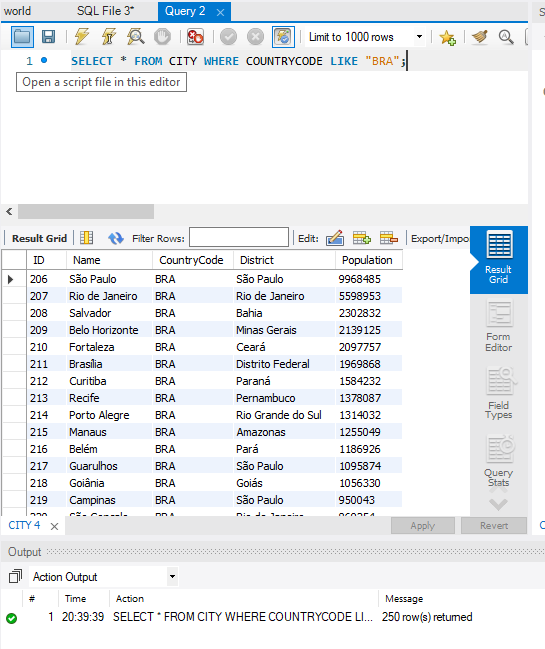 world SQL File 3* Query 2 ×
Limit to 1000 rows
1 SELECT * FROM CITY WHERE COUNTRYCODE LIKE "BRA";
Open a script file in this editor
Result Grid Filter Rows: Edit: Export/Impo
ID Name CountryCode District Population
206 São Paulo BRA São Paulo 9968485
207 Rio de Janeiro BRA Rio de Janeiro 5598953
208 Salvador BRA Bahia 2302832
209 Belo Horizonte BRA Minas Gerais 2139125
210 Fortaleza BRA Ceará 2097757
211 Brasília BRA Distrito Federal 1969868
212 Curitiba BRA Paraná 1584232
213 Recife BRA Pernambuco 1378087
214 Porto Alegre BRA Rio Grande do Sul 1314032
215 Manaus BRA Amazonas 1255049
216 Belém BRA Pará 1186926
217 Guarulhos BRA São Paulo 1095874
218 Goiânia BRA Goiás 1056330
219 Campinas BRA São Paulo 950043
Result
Grid
Form
Editor
Field
Types
Query
Stats
CITY 4 × Apply Revert
Output
Action Output
# Time Action Message
1 20:39:39 SELECT * FROM CITY WHERE COUNTRYCODE LI... 250 row(s) returned